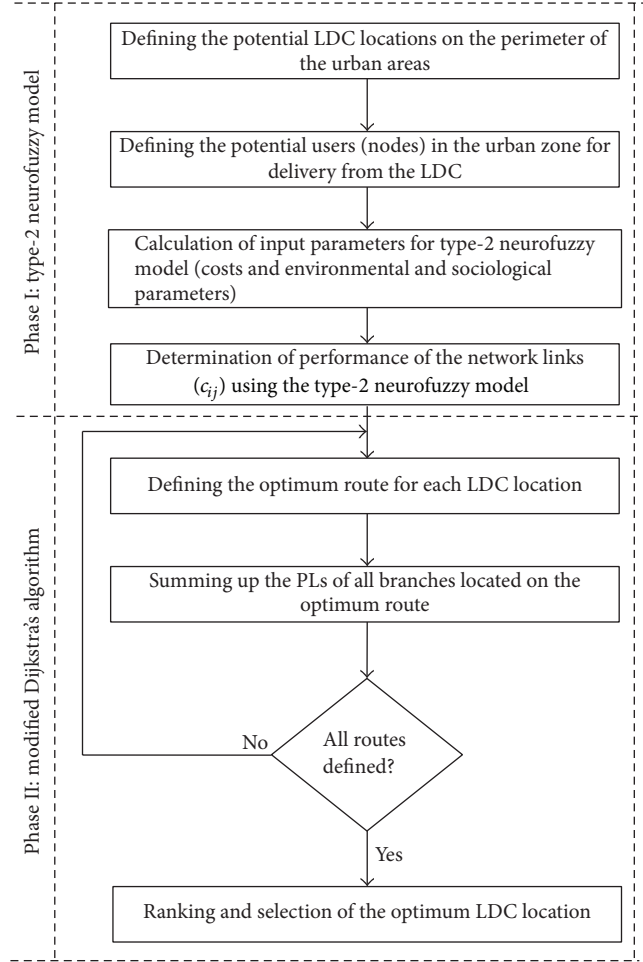 Phase I: type-2 neurofuzzy model
Defining the potential LDC locations on the perimeter of
the urban areas
Defining the potential users (nodes) in the urban zone for
delivery from the LDC
Calculation of input parameters for type-2 neurofuzzy
model (costs and environmental and sociological
parameters)
Determination of performance of the network links
(c_{ij}) using the type-2 neurofuzzy model
Phase II: modified Dijkstra's algorithm
Defining the optimum route for each LDC location
Summing up the PLs of all branches located on the
optimum route
No
All routes
defined?
Yes
Ranking and selection of the optimum LDC location